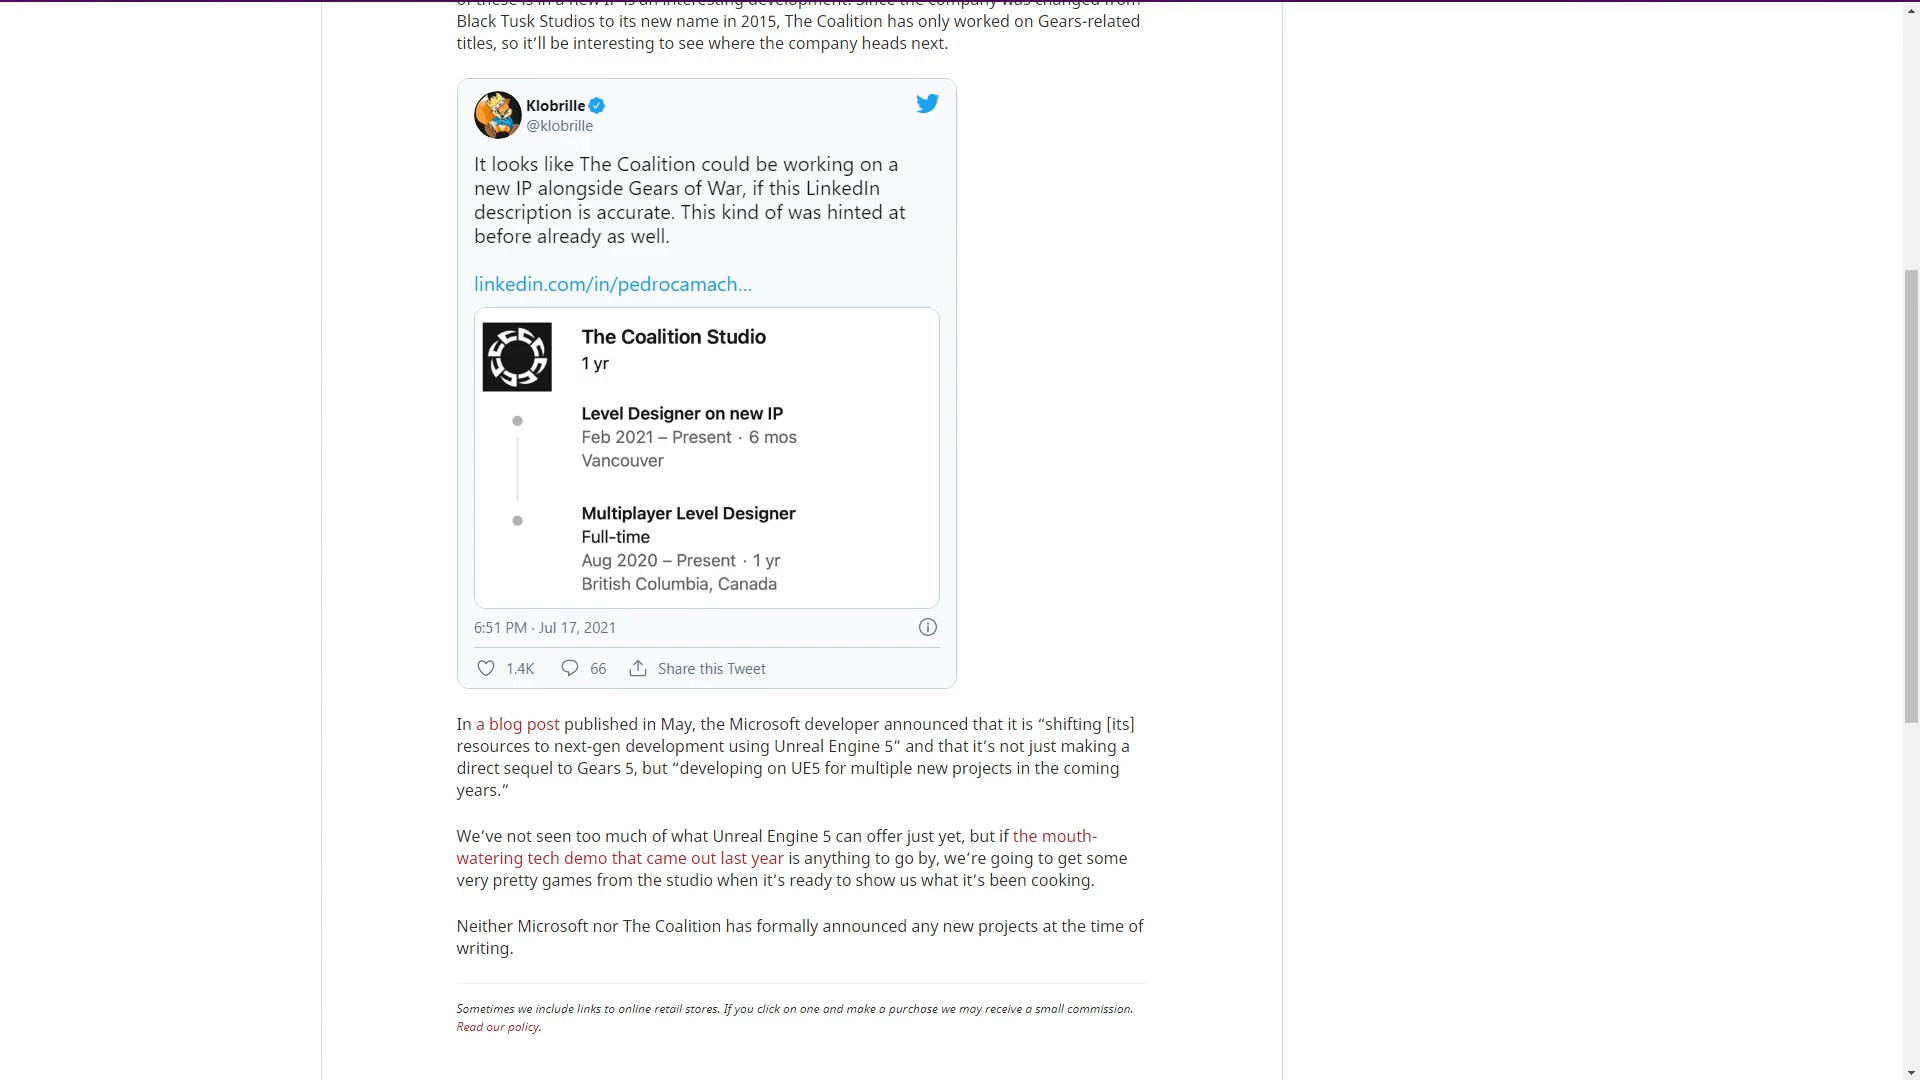 Black Tusk Studios to its new name in 2015, The Coalition has only worked on Gears-related
titles, so it’ll be interesting to see where the company heads next.
Klobrille
@klobrille
It looks like The Coalition could be working on a
new IP alongside Gears of War, if this LinkedIn
description is accurate. This kind of was hinted at
before already as well.
linkedin.com/in/pedrocamach…
The Coalition Studio
1 yr
Level Designer on new IP
Feb 2021 – Present · 6 mos
Vancouver
Multiplayer Level Designer
Full-time
Aug 2020 – Present · 1 yr
British Columbia, Canada
6:51 PM · Jul 17, 2021
1.4K 66 Share this Tweet
In a blog post published in May, the Microsoft developer announced that it is “shifting [its]
resources to next-gen development using Unreal Engine 5” and that it’s not just making a
direct sequel to Gears 5, but “developing on UE5 for multiple new projects in the coming
years.”
We’ve not seen too much of what Unreal Engine 5 can offer just yet, but if the mouth-
watering tech demo that came out last year is anything to go by, we’re going to get some
very pretty games from the studio when it’s ready to show us what it’s been cooking.
Neither Microsoft nor The Coalition has formally announced any new projects at the time of
writing.
Sometimes we include links to online retail stores. If you click on one and make a purchase we may receive a small commission.
Read our policy.